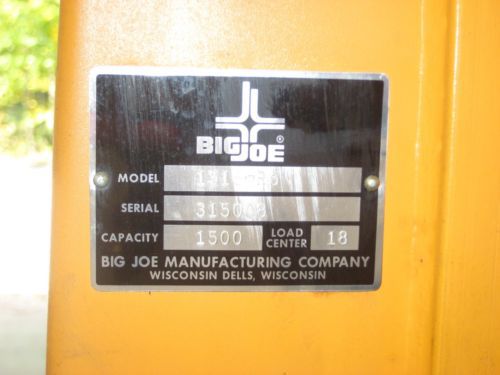 BIG JOE ®
MODEL
SERIAL
CAPACITY 1500 LOAD CENTER 18
BIG JOE MANUFACTURING COMPANY
WISCONSIN DELLS, WISCONSIN